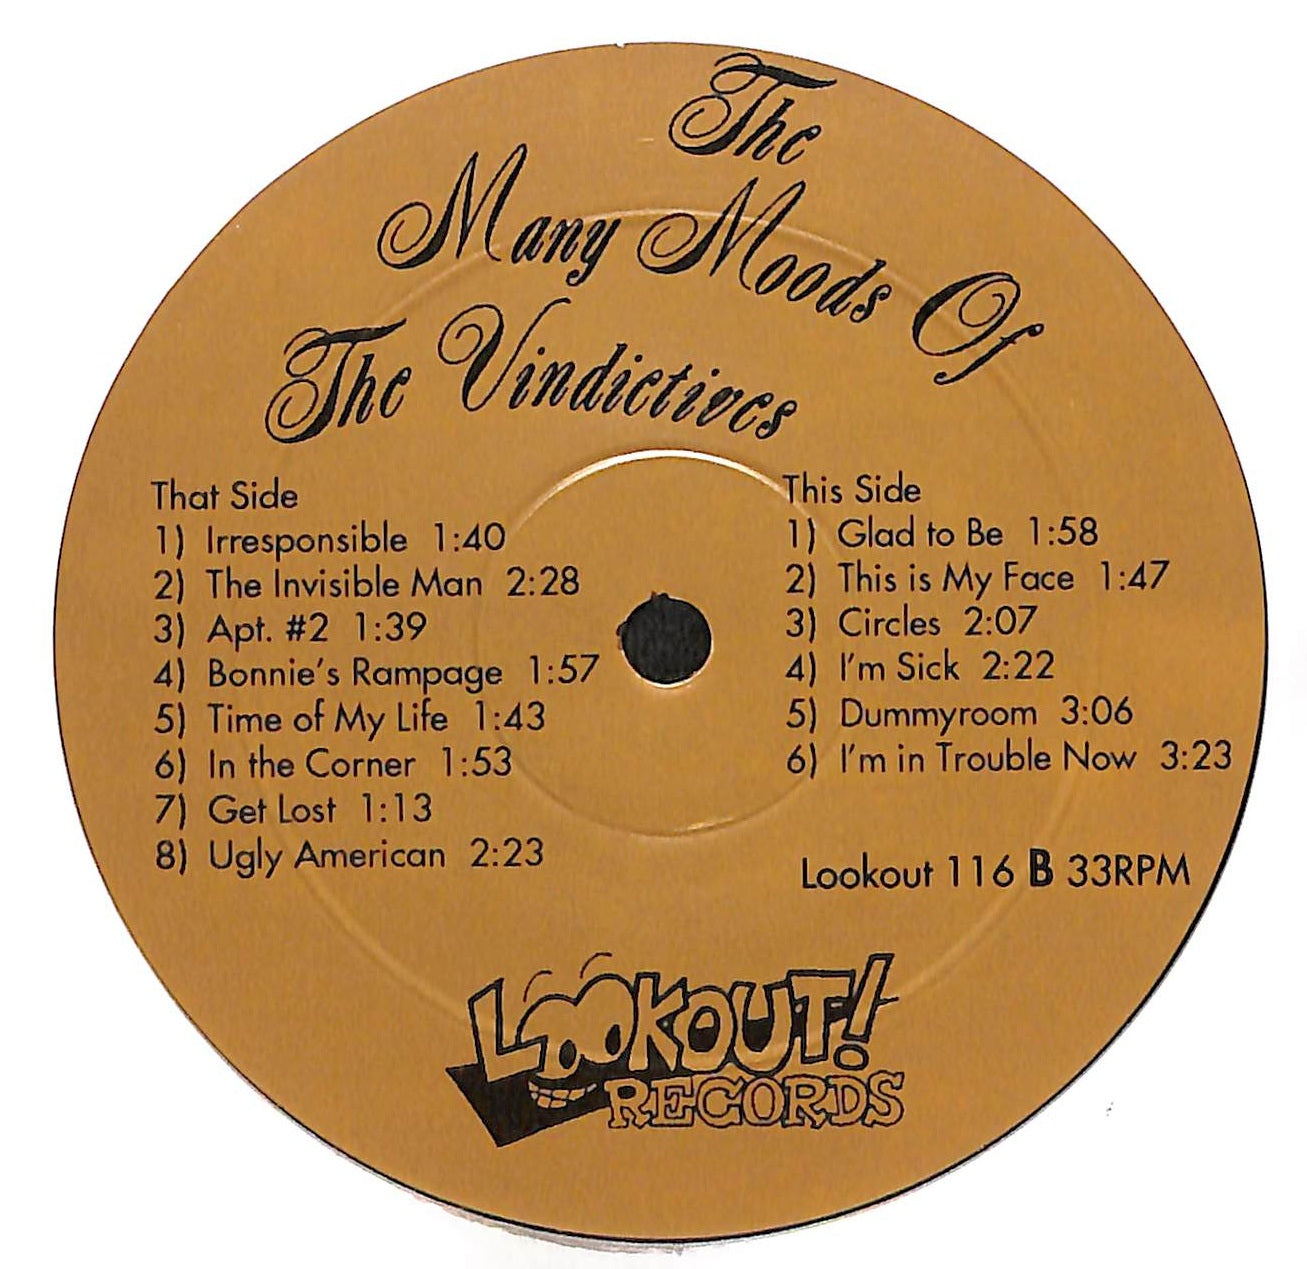 The
Many Moods Of
The Vindictives
That Side
1) Irresponsible 1:40
2) The Invisible Man 2:28
3) Apt. #2 1:39
4) Bonnie's Rampage 1:57
5) Time of My Life 1:43
6) In the Corner 1:53
7) Get Lost 1:13
8) Ugly American 2:23
This Side
1) Glad to Be 1:58
2) This is My Face 1:47
3) Circles 2:07
4) I'm Sick 2:22
5) Dummyroom 3:06
6) I'm in Trouble Now 3:23
Lookout 116 B 33RPM
LOOKOUT!
RECORDS